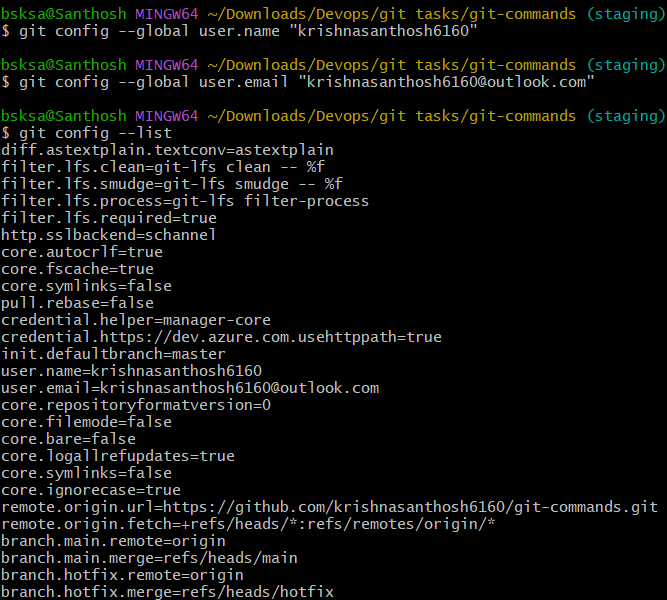 bsksa@Santhosh MINGW64 ~/Downloads/Devops/git tasks/git-commands (staging)
$ git config --global user.name "krishnasanthosh6160"
bsksa@Santhosh MINGW64 ~/Downloads/Devops/git tasks/git-commands (staging)
$ git config --global user.email "krishnasanthosh6160@outlook.com"
bsksa@Santhosh MINGW64 ~/Downloads/Devops/git tasks/git-commands (staging)
$ git config --list
diff.astextplain.textconv=astextplain
filter.lfs.clean=git-lfs clean -- %f
filter.lfs.smudge=git-lfs smudge -- %f
filter.lfs.process=git-lfs filter-process
filter.lfs.required=true
http.sslbackend=schannel
core.autocrlf=true
core.fscache=true
core.symlinks=false
pull.rebase=false
credential.helper=manager-core
credential.https://dev.azure.com.usehttppath=true
init.defaultbranch=master
user.name=krishnasanthosh6160
user.email=krishnasanthosh6160@outlook.com
core.repositoryformatversion=0
core.filemode=false
core.bare=false
core.logallrefupdates=true
core.symlinks=false
core.ignorecase=true
remote.origin.url=https://github.com/krishnasanthosh6160/git-commands.git
remote.origin.fetch=+refs/heads/*:refs/remotes/origin/*
branch.main.remote=origin
branch.main.merge=refs/heads/main
branch.hotfix.remote=origin
branch.hotfix.merge=refs/heads/hotfix